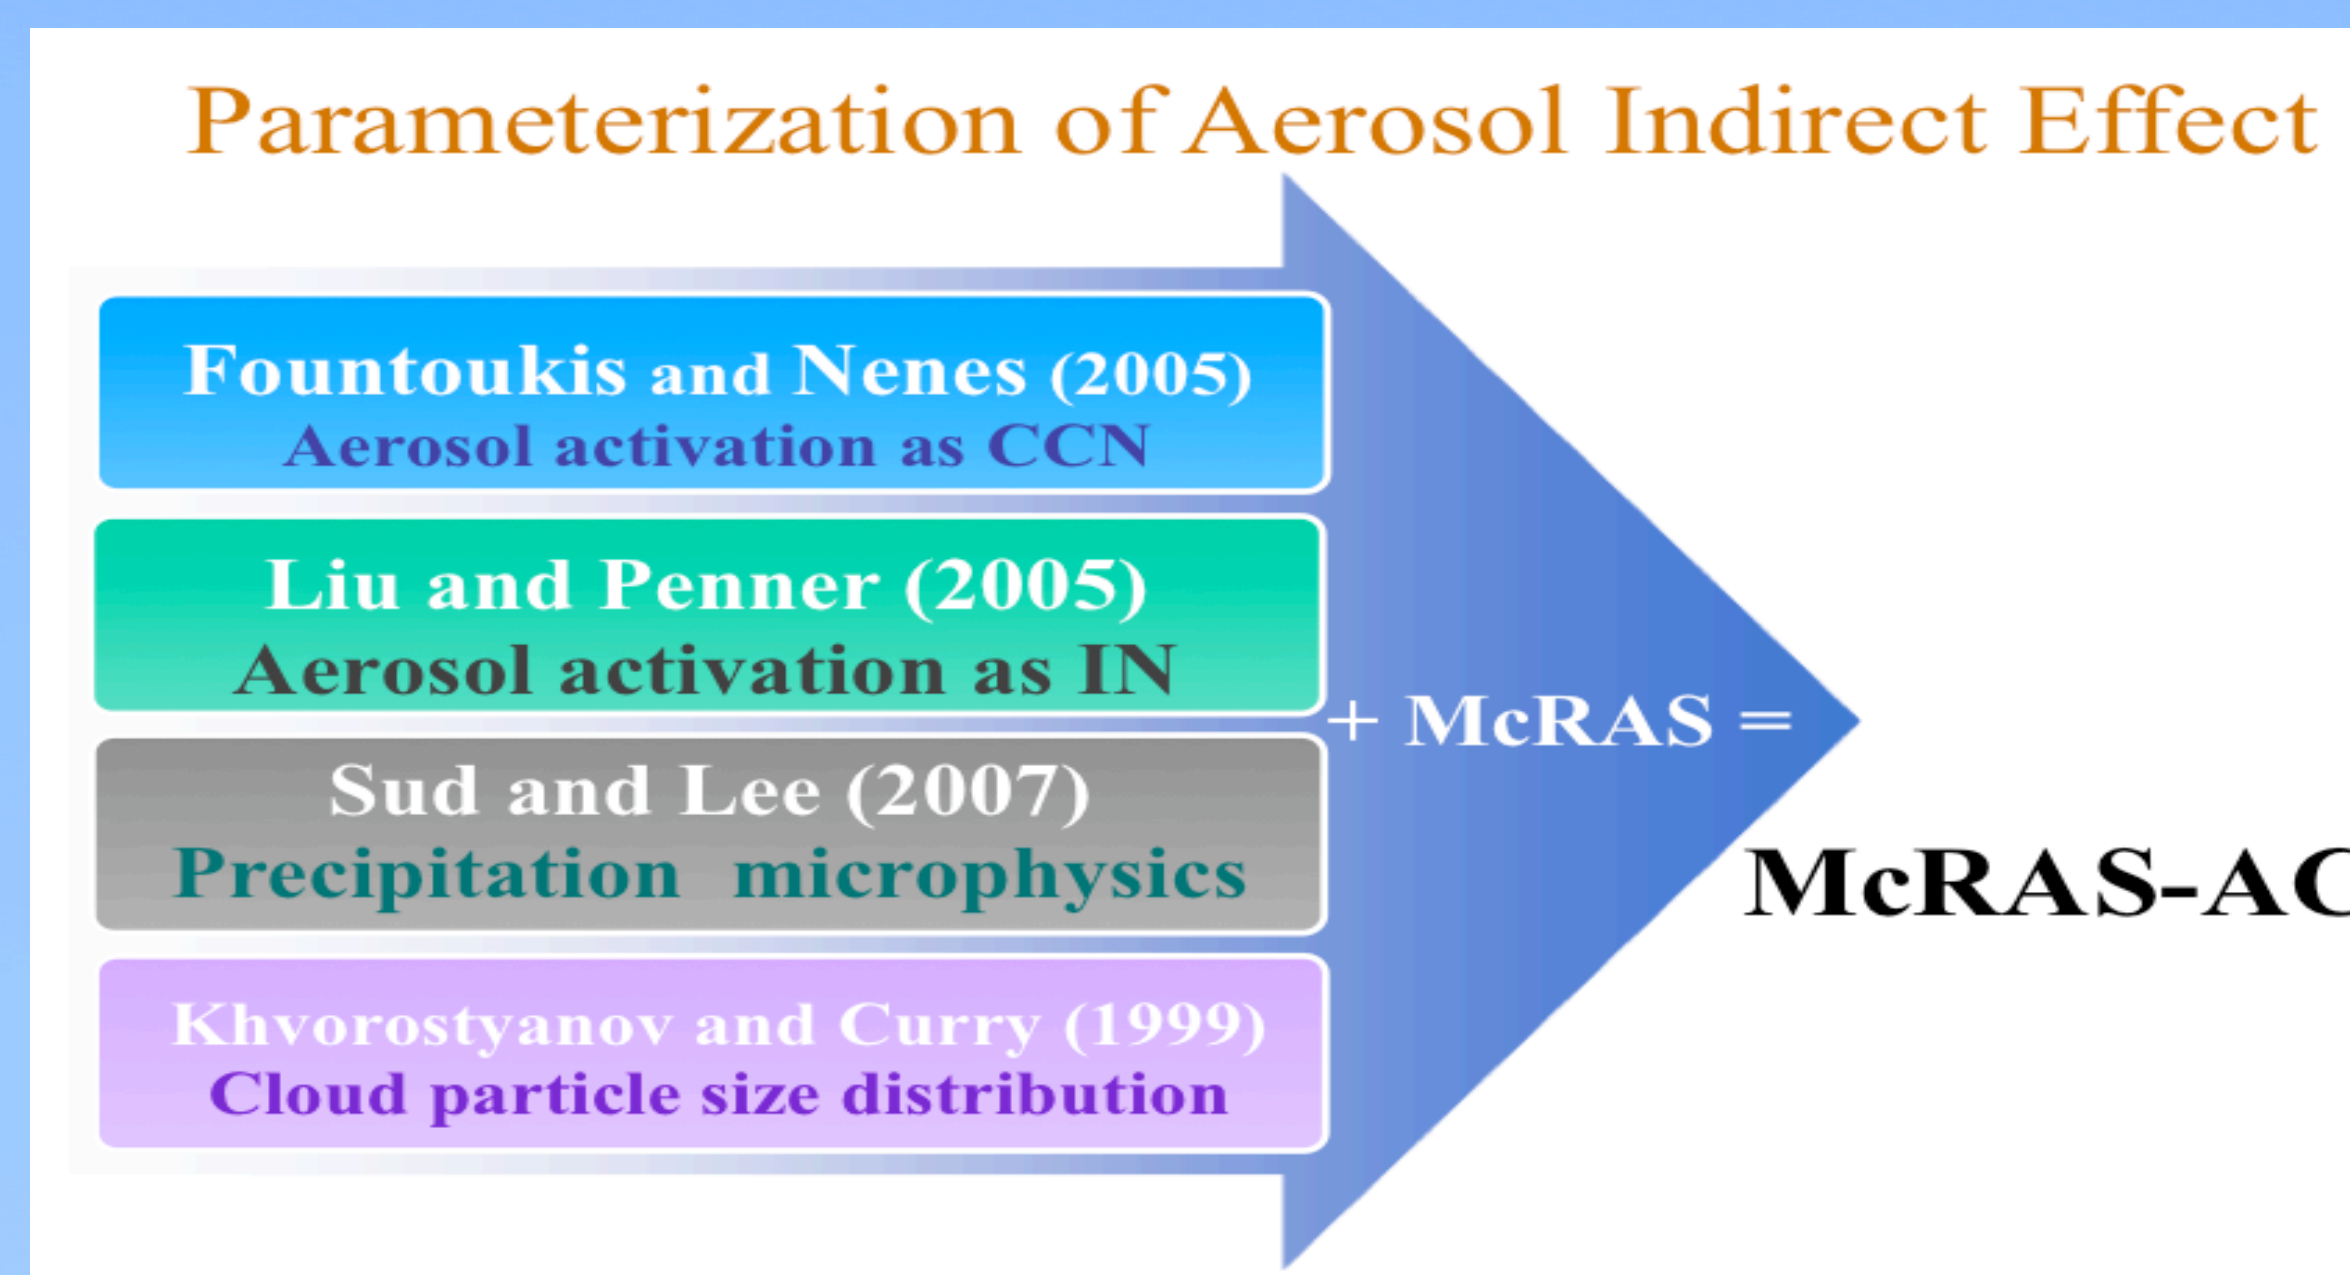 Parameterization of Aerosol Indirect Effect
Fountoukis and Nenes (2005)
Aerosol activation as CCN
Liu and Penner (2005)
Aerosol activation as IN
+ McRAS =
Sud and Lee (2007)
Precipitation microphysics
McRAS-AC
Khvorostyanov and Curry (1999)
Cloud particle size distribution